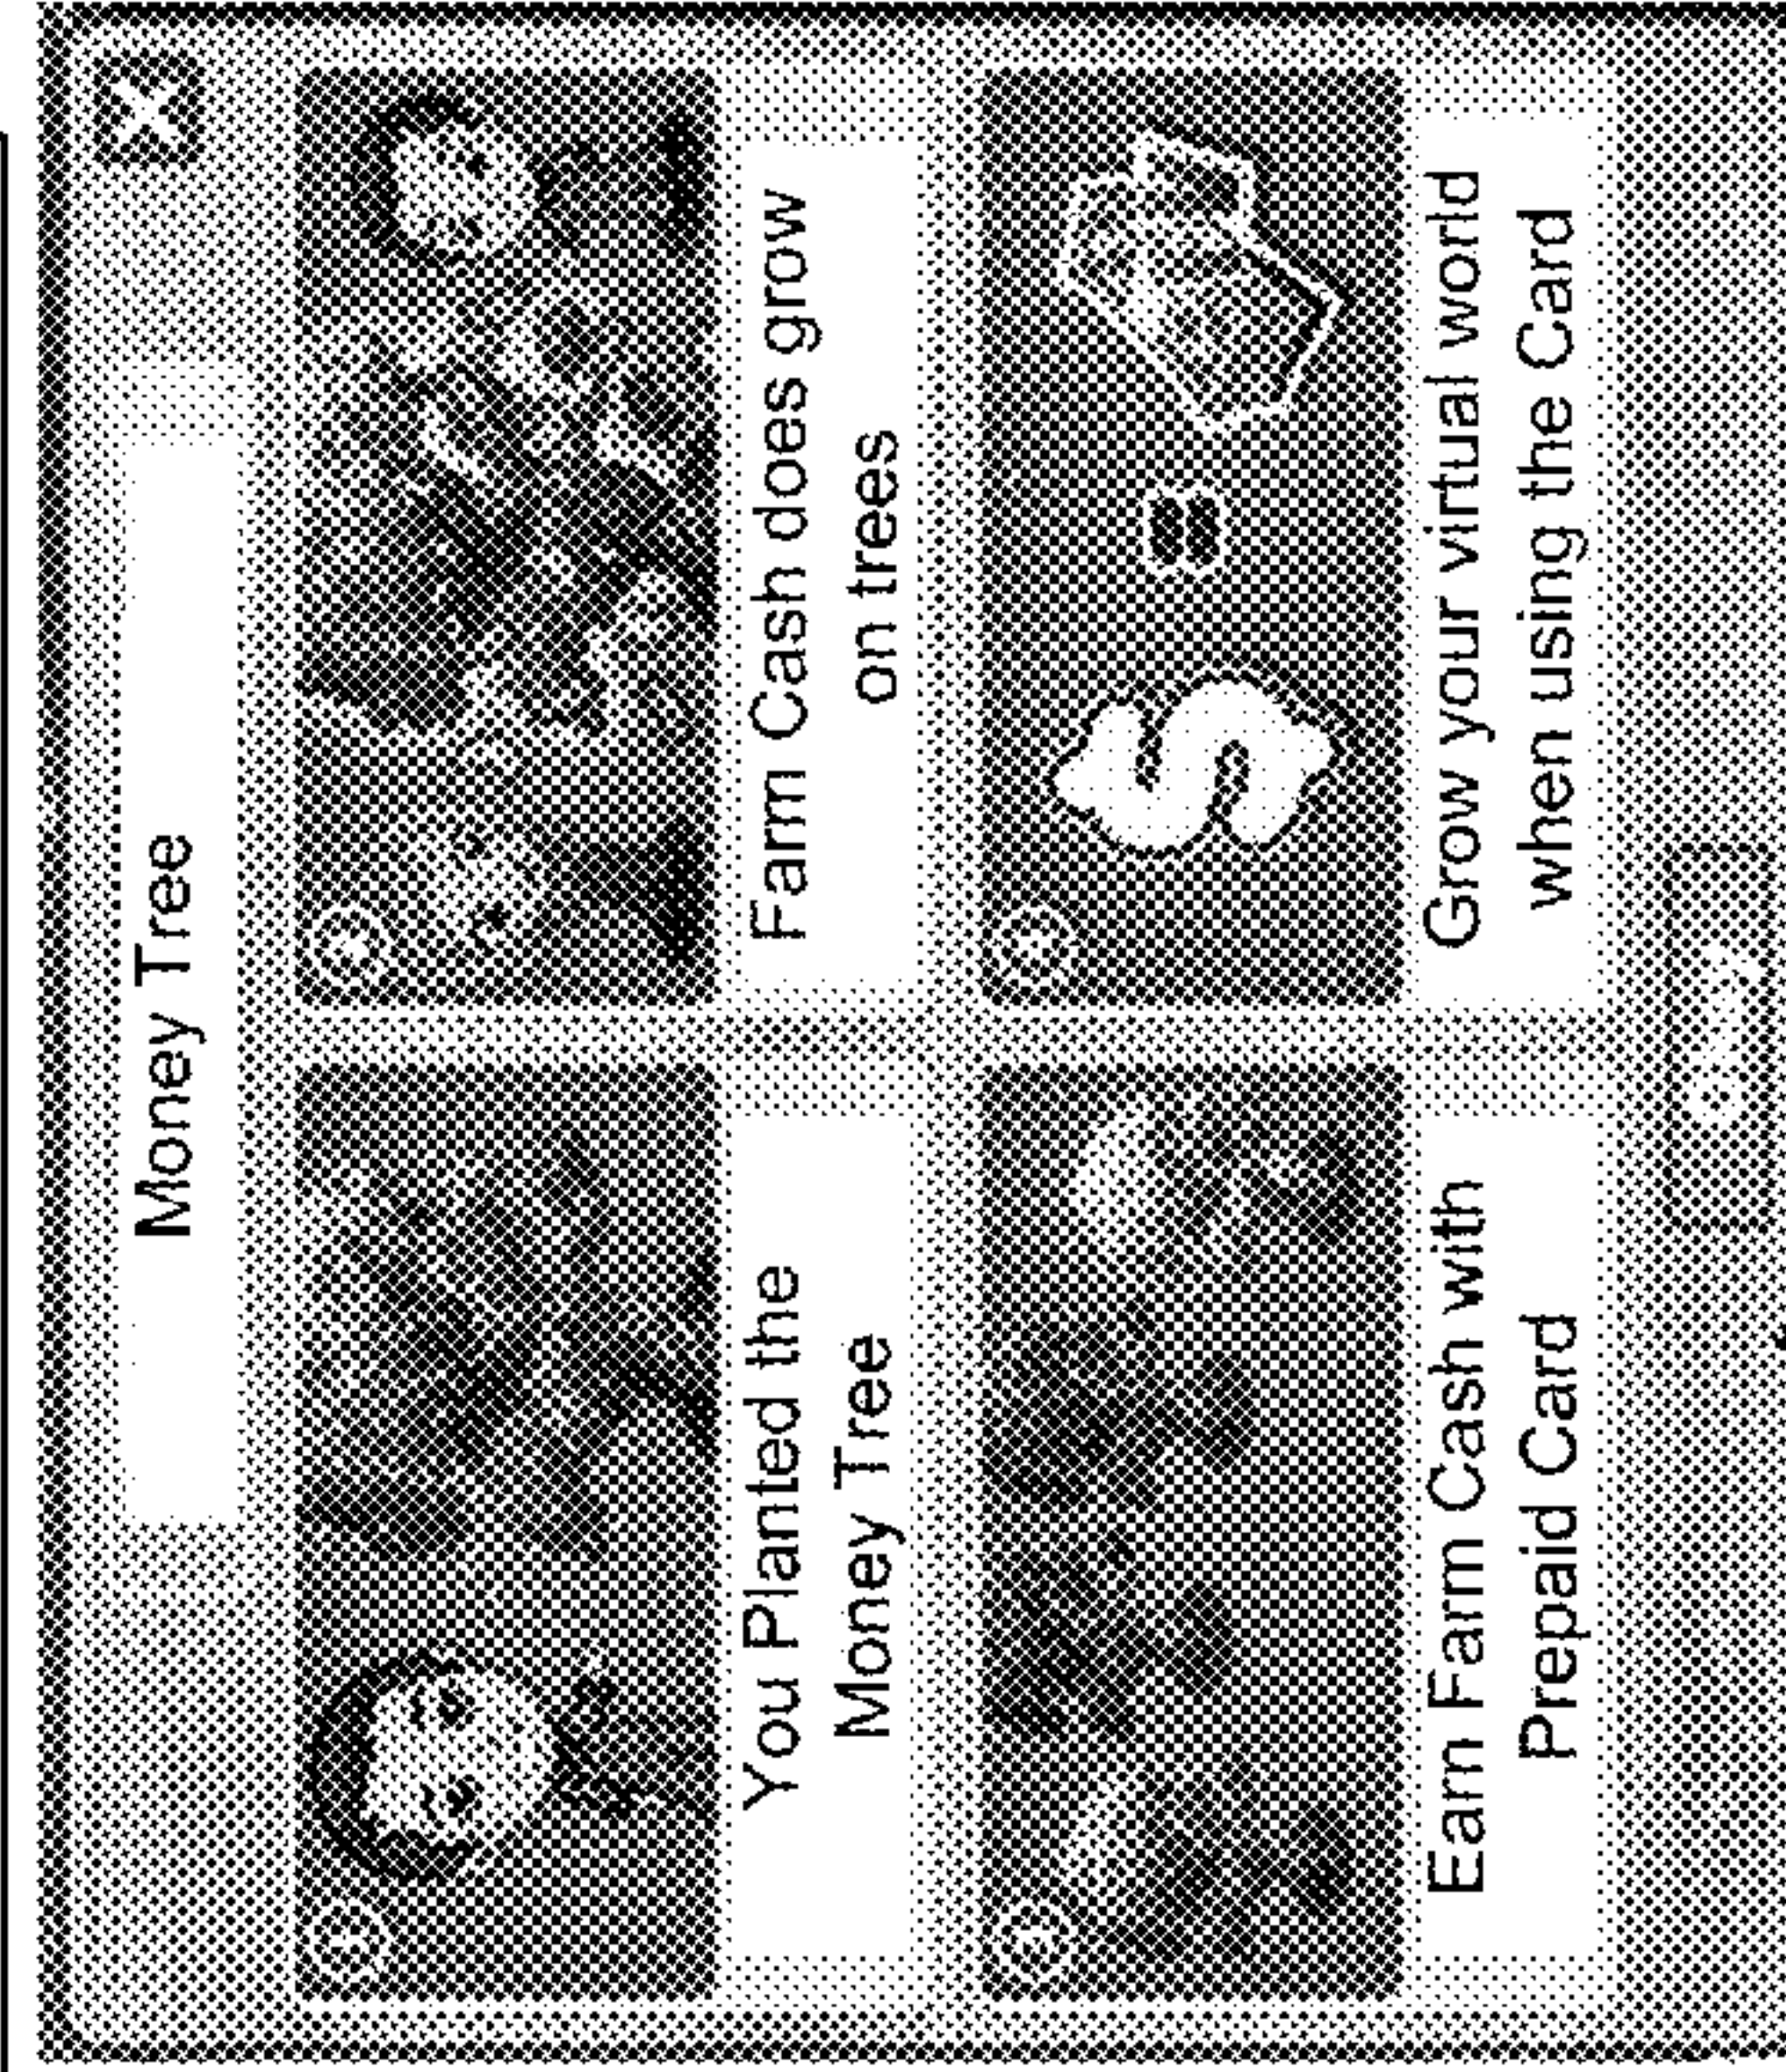 Money Tree
X
You Planted the
Money Tree
Farm Cash does grow
on trees
Earn Farm Cash with
Prepaid Card
Grow your virtual world
when using the Card